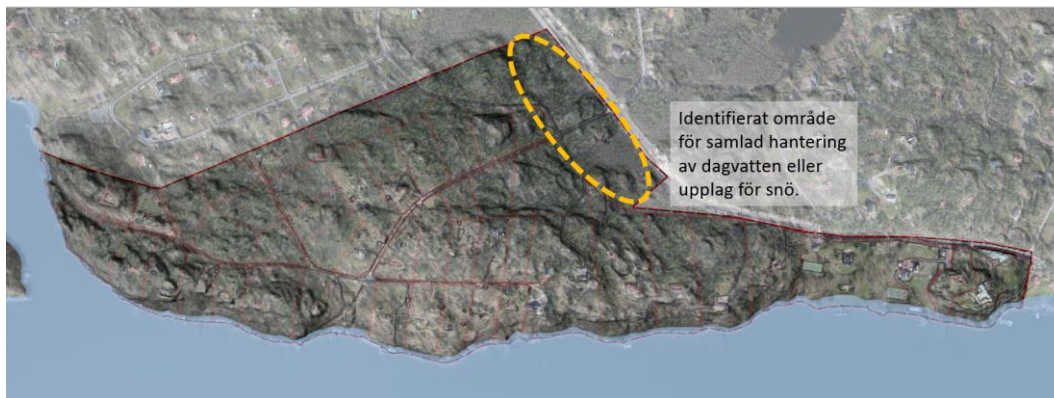 Identifierat område
för samlad hantering
av dagvatten eller
upplag för snö.